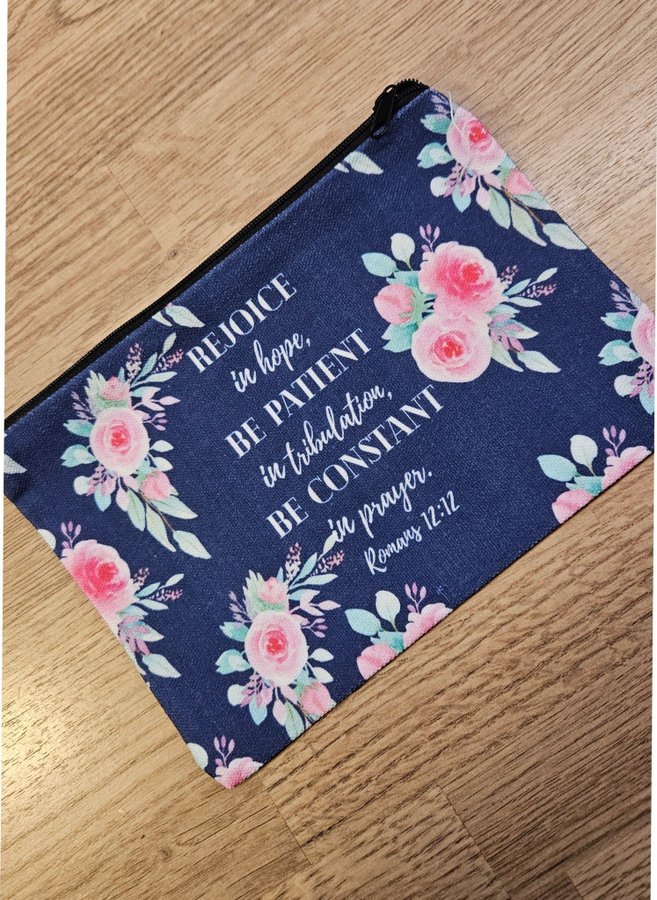 REJOICE
in hope,
BE PATIENT
in tribulation,
BE CONSTANT
in prayer.
Romans 12:12